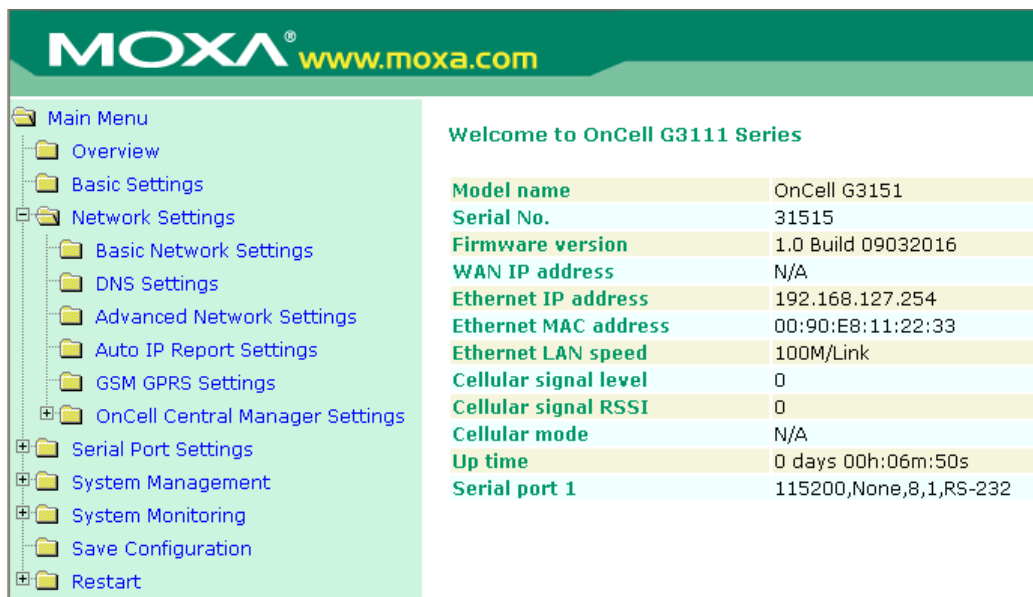 MOXA® www.moxa.com
Main Menu
Overview
Basic Settings
Network Settings
Basic Network Settings
DNS Settings
Advanced Network Settings
Auto IP Report Settings
GSM GPRS Settings
OnCell Central Manager Settings
Serial Port Settings
System Management
System Monitoring
Save Configuration
Restart
Welcome to OnCell G3111 Series
Model name OnCell G3151
Serial No. 31515
Firmware version 1.0 Build 09032016
WAN IP address N/A
Ethernet IP address 192.168.127.254
Ethernet MAC address 00:90:E8:11:22:33
Ethernet LAN speed 100M/Link
Cellular signal level 0
Cellular signal RSSI 0
Cellular mode N/A
Up time 0 days 00h:06m:50s
Serial port 1 115200,None,8,1,RS-232